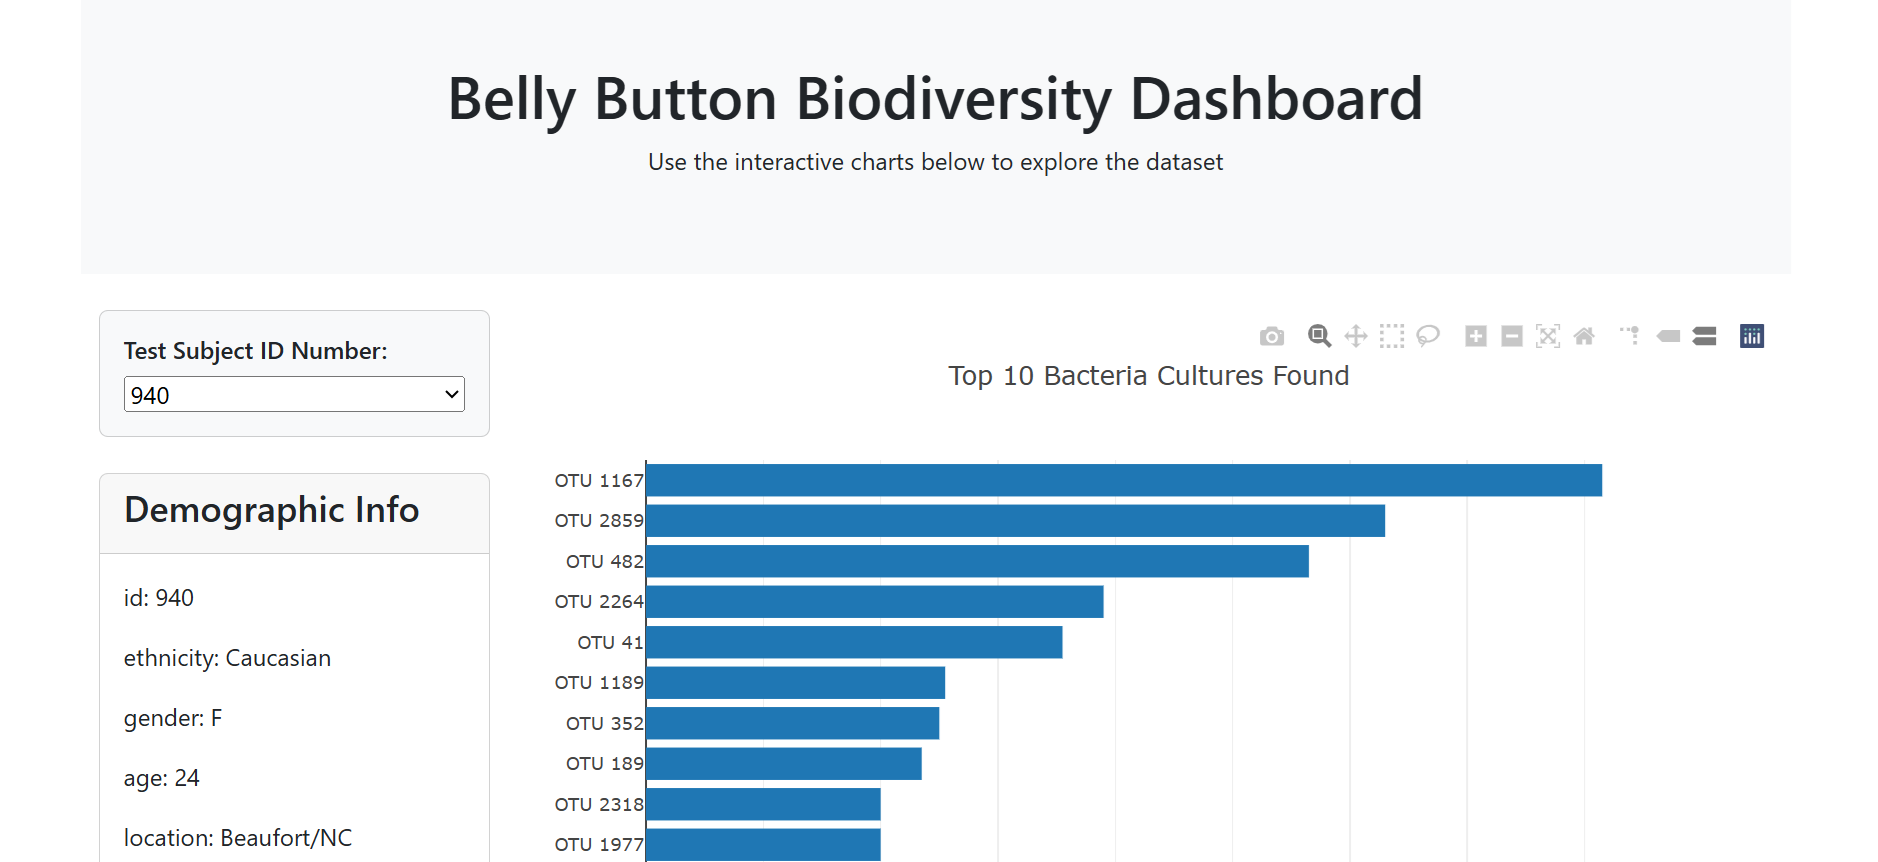 Belly Button Biodiversity Dashboard
Use the interactive charts below to explore the dataset
Test Subject ID Number:
940
Demographic Info
id: 940
ethnicity: Caucasian
gender: F
age: 24
location: Beaufort/NC
Top 10 Bacteria Cultures Found
OTU 1167
OTU 2859
OTU 482
OTU 2264
OTU 41
OTU 1189
OTU 352
OTU 189
OTU 2318
OTU 1977